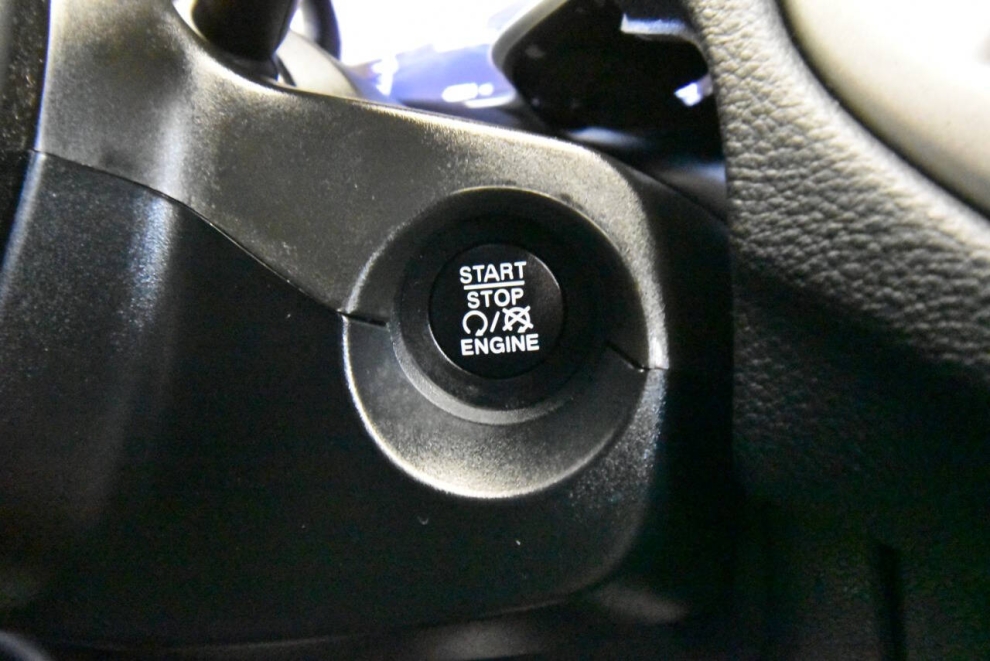 START
STOP
/
ENGINE